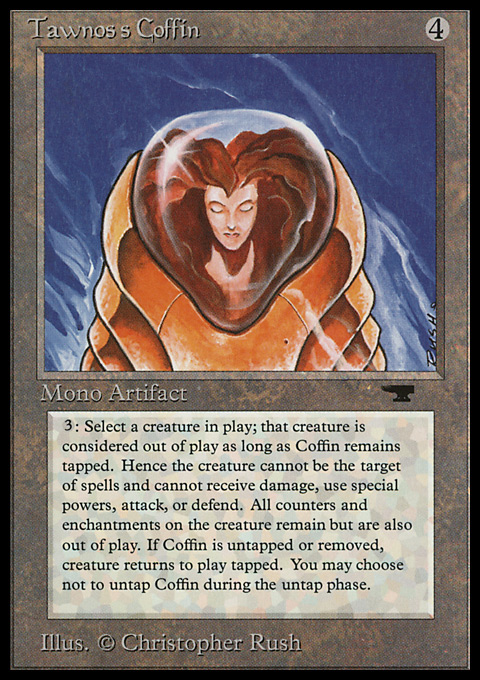 Tawnos's Coffin 4
Mono Artifact
3: Select a creature in play; that creature is
considered out of play as long as Coffin remains
tapped. Hence the creature cannot be the target
of spells and cannot receive damage, use special
powers, attack, or defend. All counters and
enchantments on the creature remain but are also
out of play. If Coffin is untapped or removed,
creature returns to play tapped. You may choose
not to untap Coffin during the untap phase.
Illus. © Christopher Rush